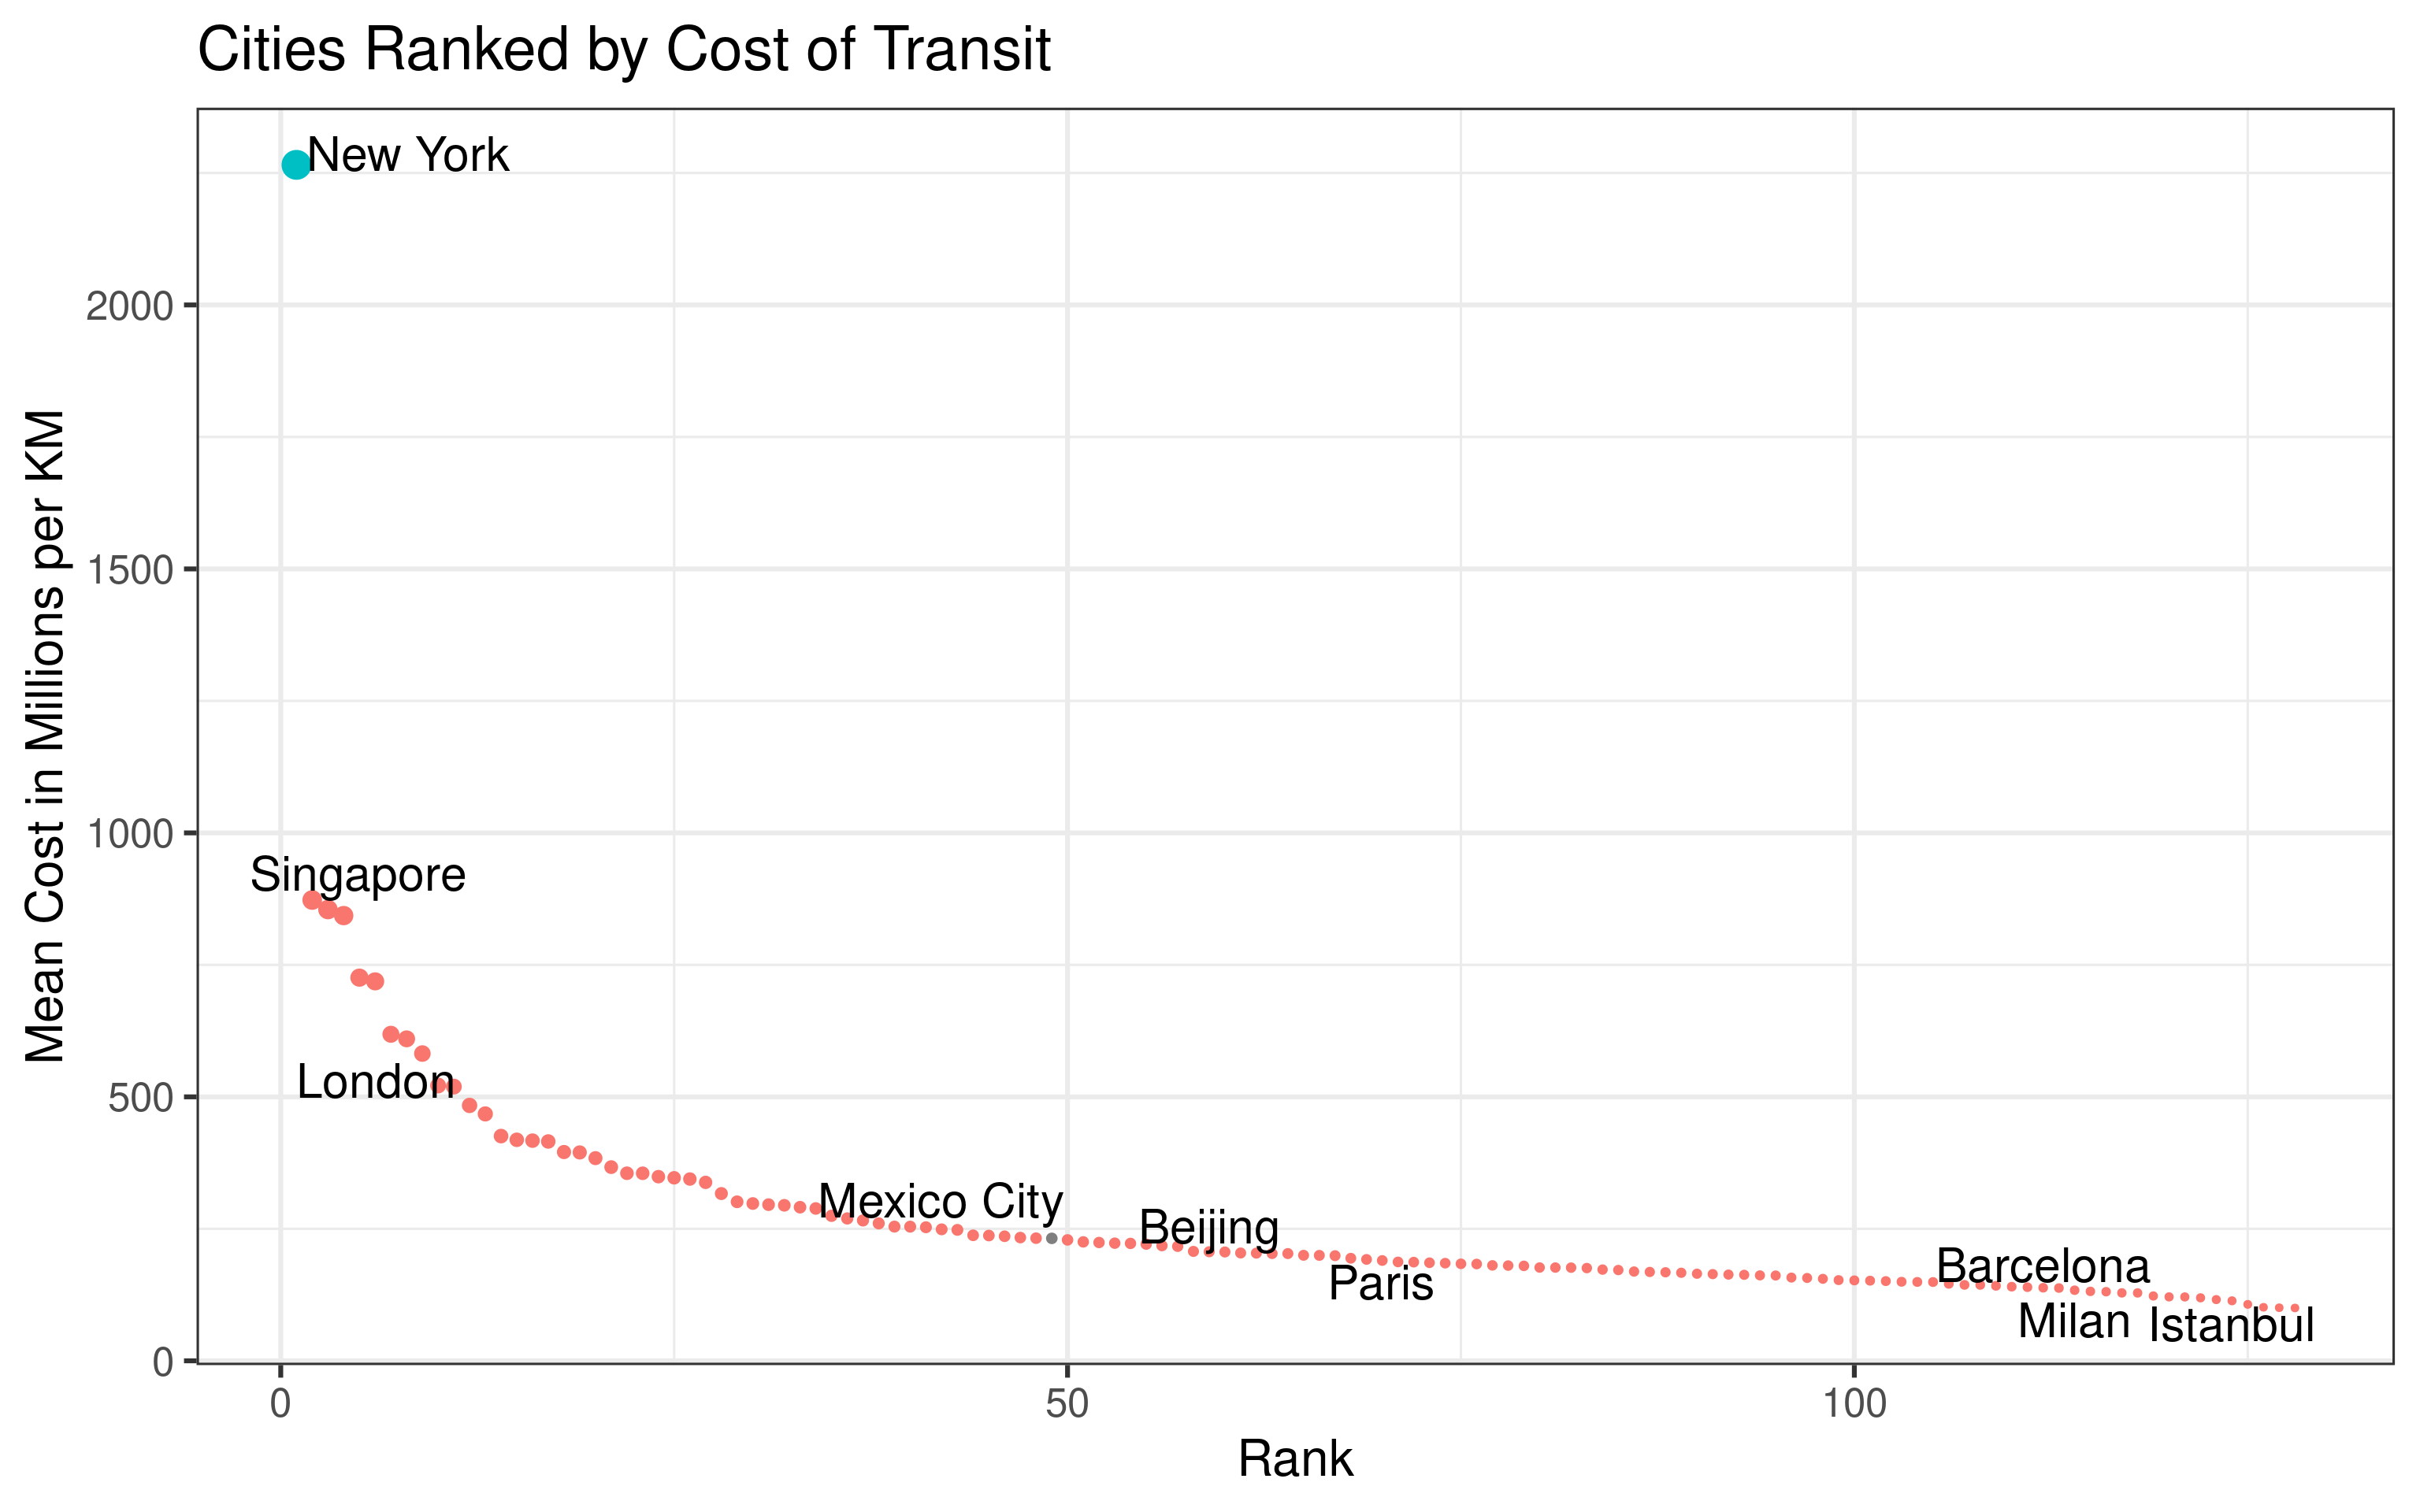 Cities Ranked by Cost of Transit
Mean Cost in Millions per KM
2000
1500
1000
500
0
New York
Singapore
London
Mexico City
Beijing
Paris
Barcelona
Milan
Istanbul
0
50
100
Rank